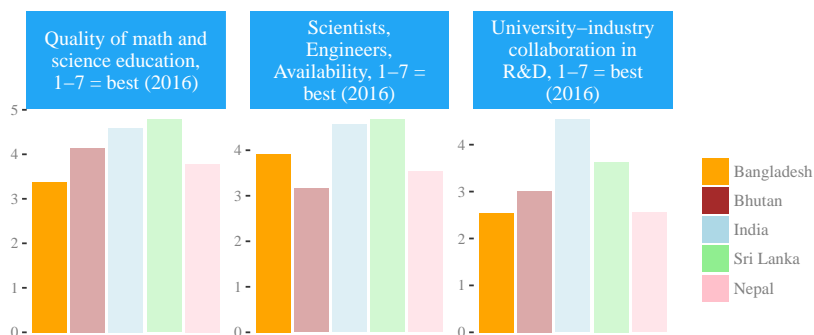 Quality of math and
science education,
1−7 = best (2016)
Scientists,
Engineers,
Availability, 1−7 =
best (2016)
University−industry
collaboration in
R&D, 1−7 = best
(2016)
5
4
3
2
1
0
4
3
2
1
0
4
3
2
1
0
Bangladesh
Bhutan
India
Sri Lanka
Nepal